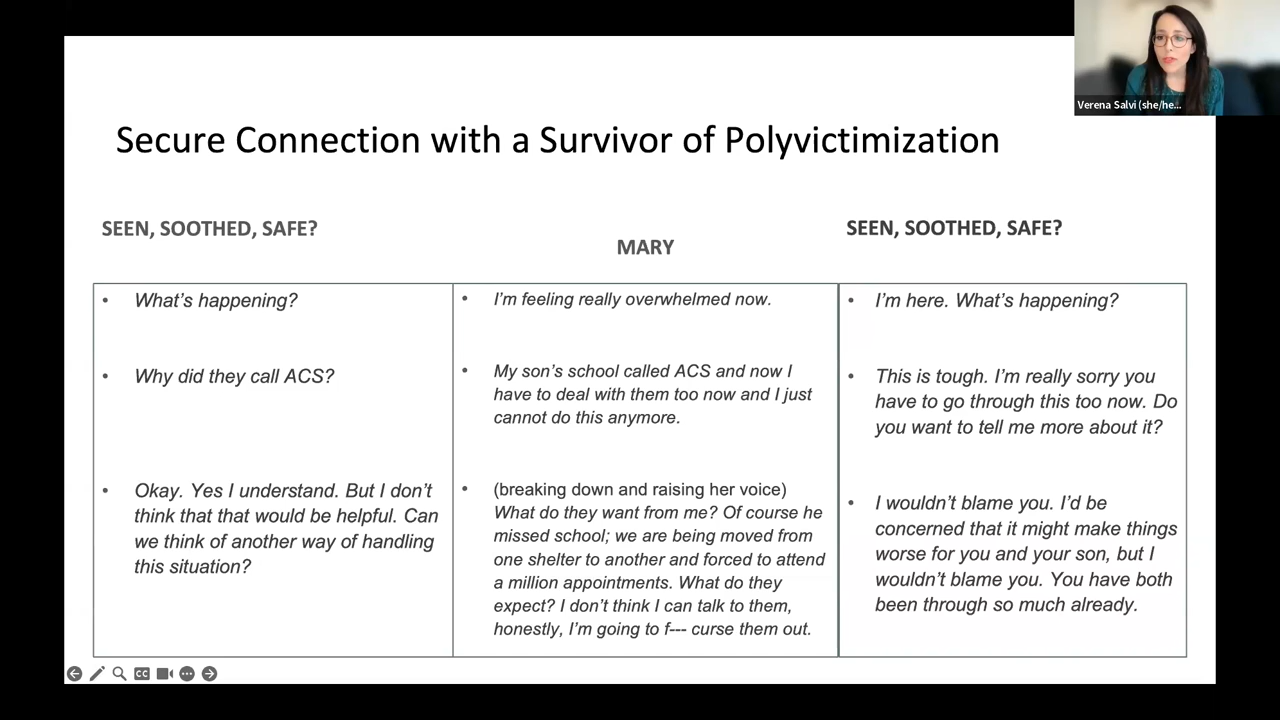 Verena Salvi (she/he...
Secure Connection with a Survivor of Polyvictimization
SEEN, SOOTHED, SAFE?
MARY
SEEN, SOOTHED, SAFE?
• What's happening?
• Why did they call ACS?
• Okay. Yes I understand. But I don't
think that that would be helpful. Can
we think of another way of handling
this situation?
• I'm feeling really overwhelmed now.
• My son's school called ACS and now I
have to deal with them too now and I just
cannot do this anymore.
• (breaking down and raising her voice)
What do they want from me? Of course he
missed school; we are being moved from
one shelter to another and forced to attend
a million appointments. What do they
expect? I don't think I can talk to them,
honestly, I'm going to f--- curse them out.
• I'm here. What's happening?
• This is tough. I'm really sorry you
have to go through this too now. Do
you want to tell me more about it?
• I wouldn't blame you. I'd be
concerned that it might make things
worse for you and your son, but I
wouldn't blame you. You have both
been through so much already.
CC